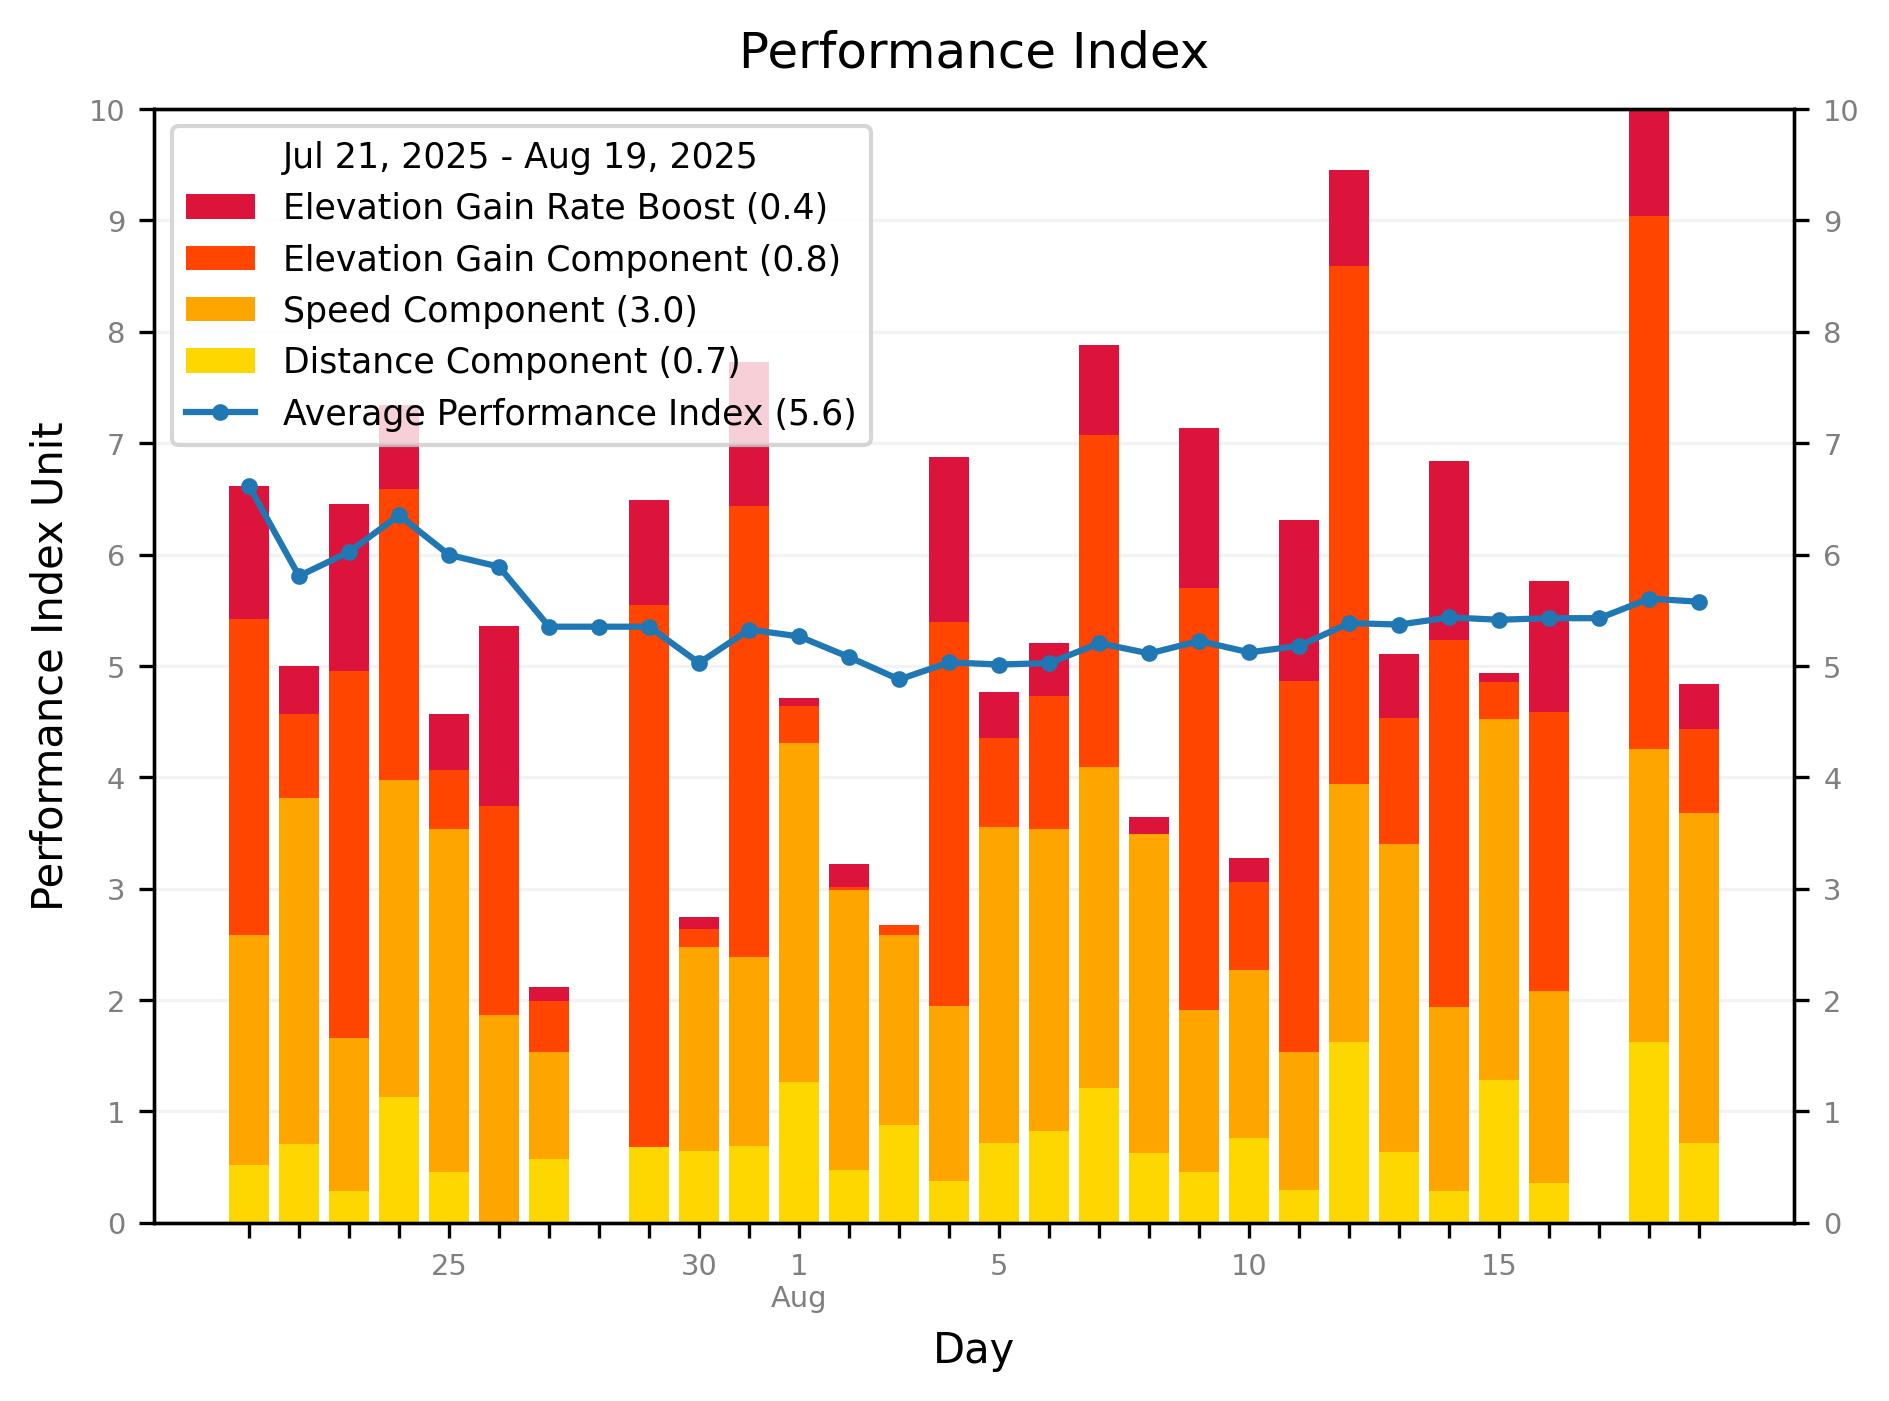 Performance Index
Jul 21, 2025 - Aug 19, 2025
Elevation Gain Rate Boost (0.4)
Elevation Gain Component (0.8)
Speed Component (3.0)
Distance Component (0.7)
Average Performance Index (5.6)
Performance Index Unit
10
9
8
7
6
5
4
3
2
1
0
10
9
8
7
6
5
4
3
2
1
0
25 30 1 5 10 15
Aug
Day